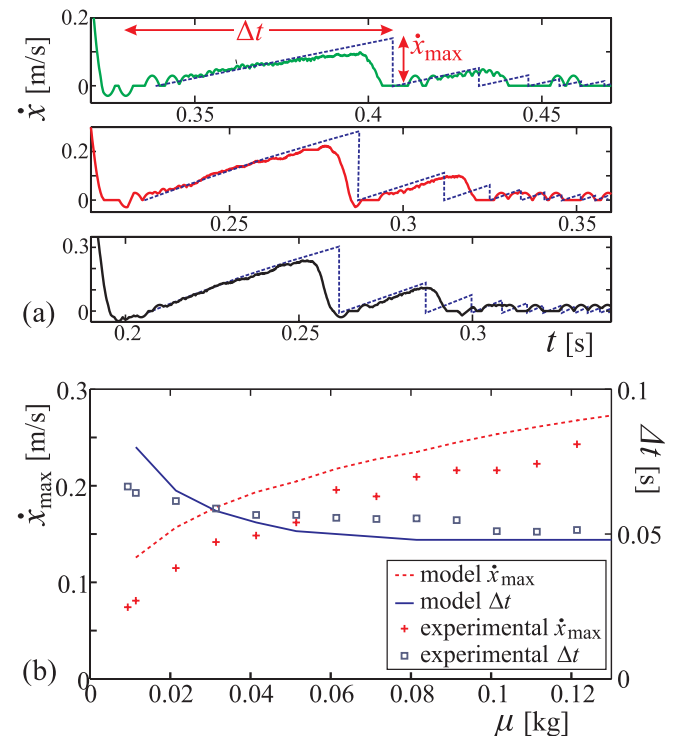 ẋ [m/s]
0.2
0
Δt
ẋmax
0.35
0.4
0.45
0.2
0
0.25
0.3
0.35
0.3
0
0.2
0.25
0.3
(a)
t [s]
ẋmax [m/s]
0.3
0.2
0.1
0
0.1
0.05
0
Δt [s]
model ẋmax
model Δt
experimental ẋmax
experimental Δt
(b)
0 0.02 0.04 0.06 0.08 0.1 0.12
μ [kg]